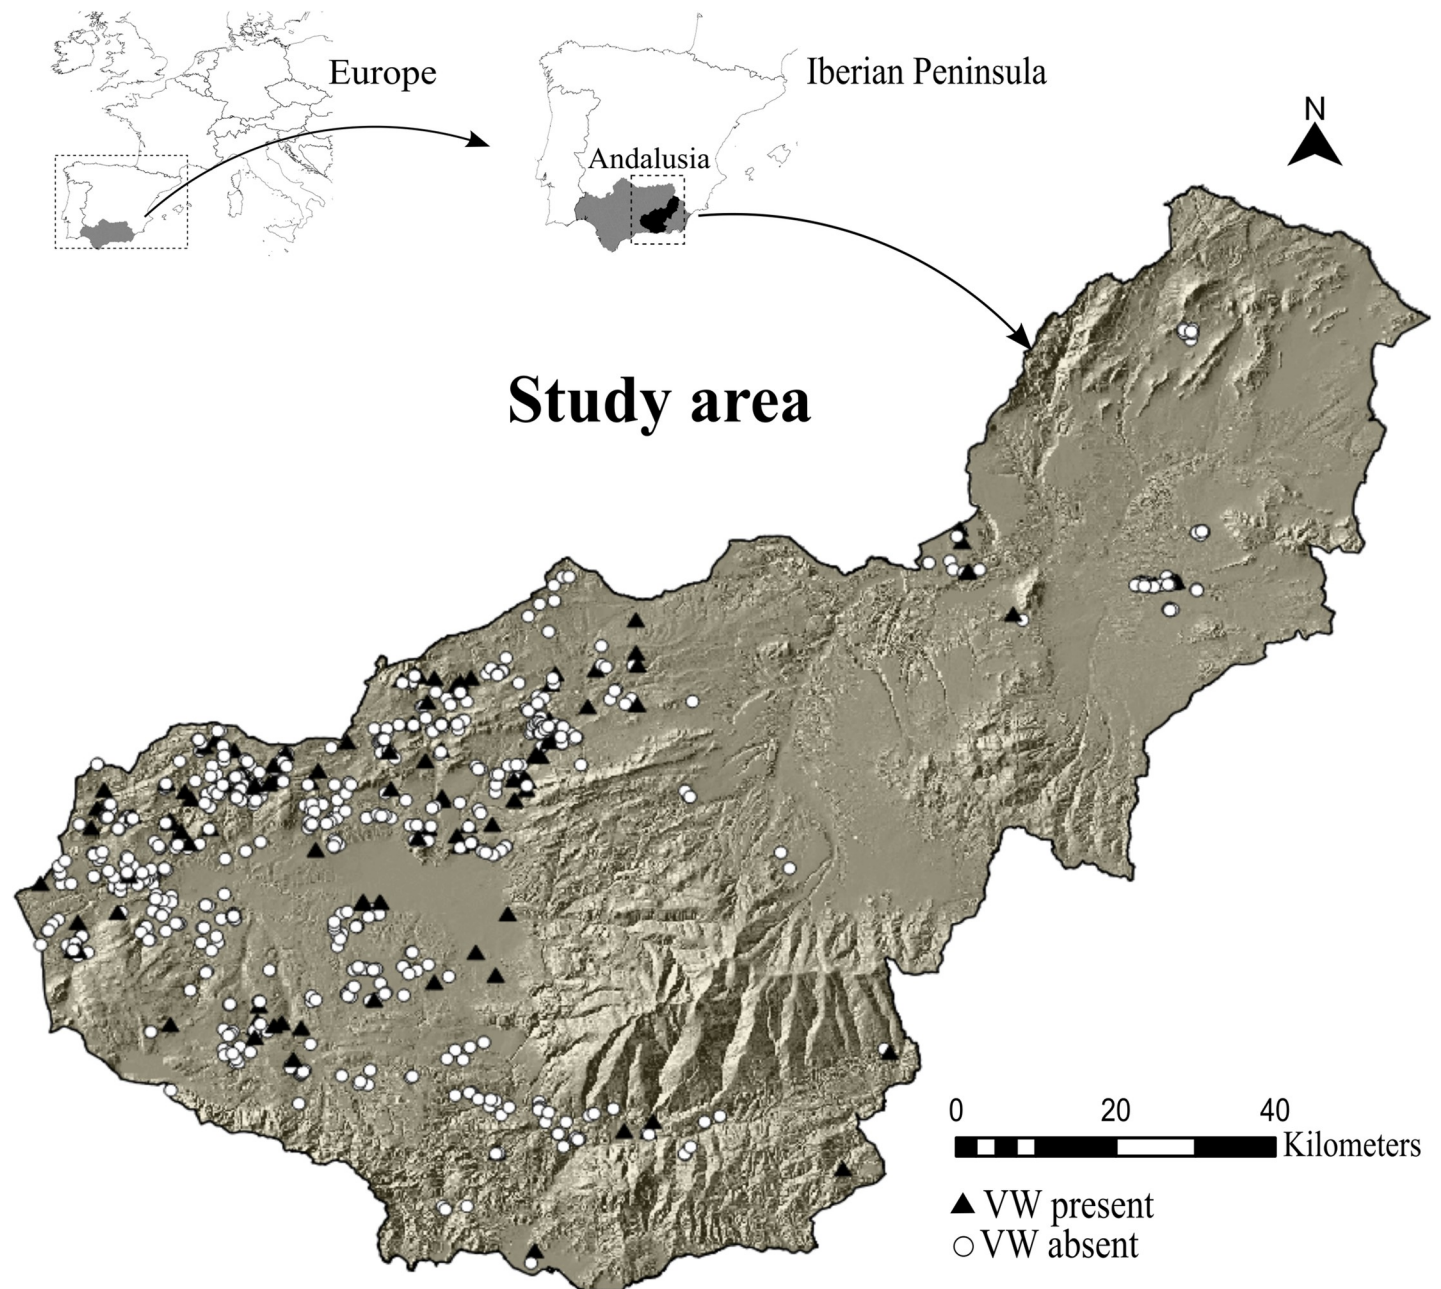 Europe
Iberian Peninsula
Andalusia
N
Study area
0 20 40
Kilometers
VW present
VW absent